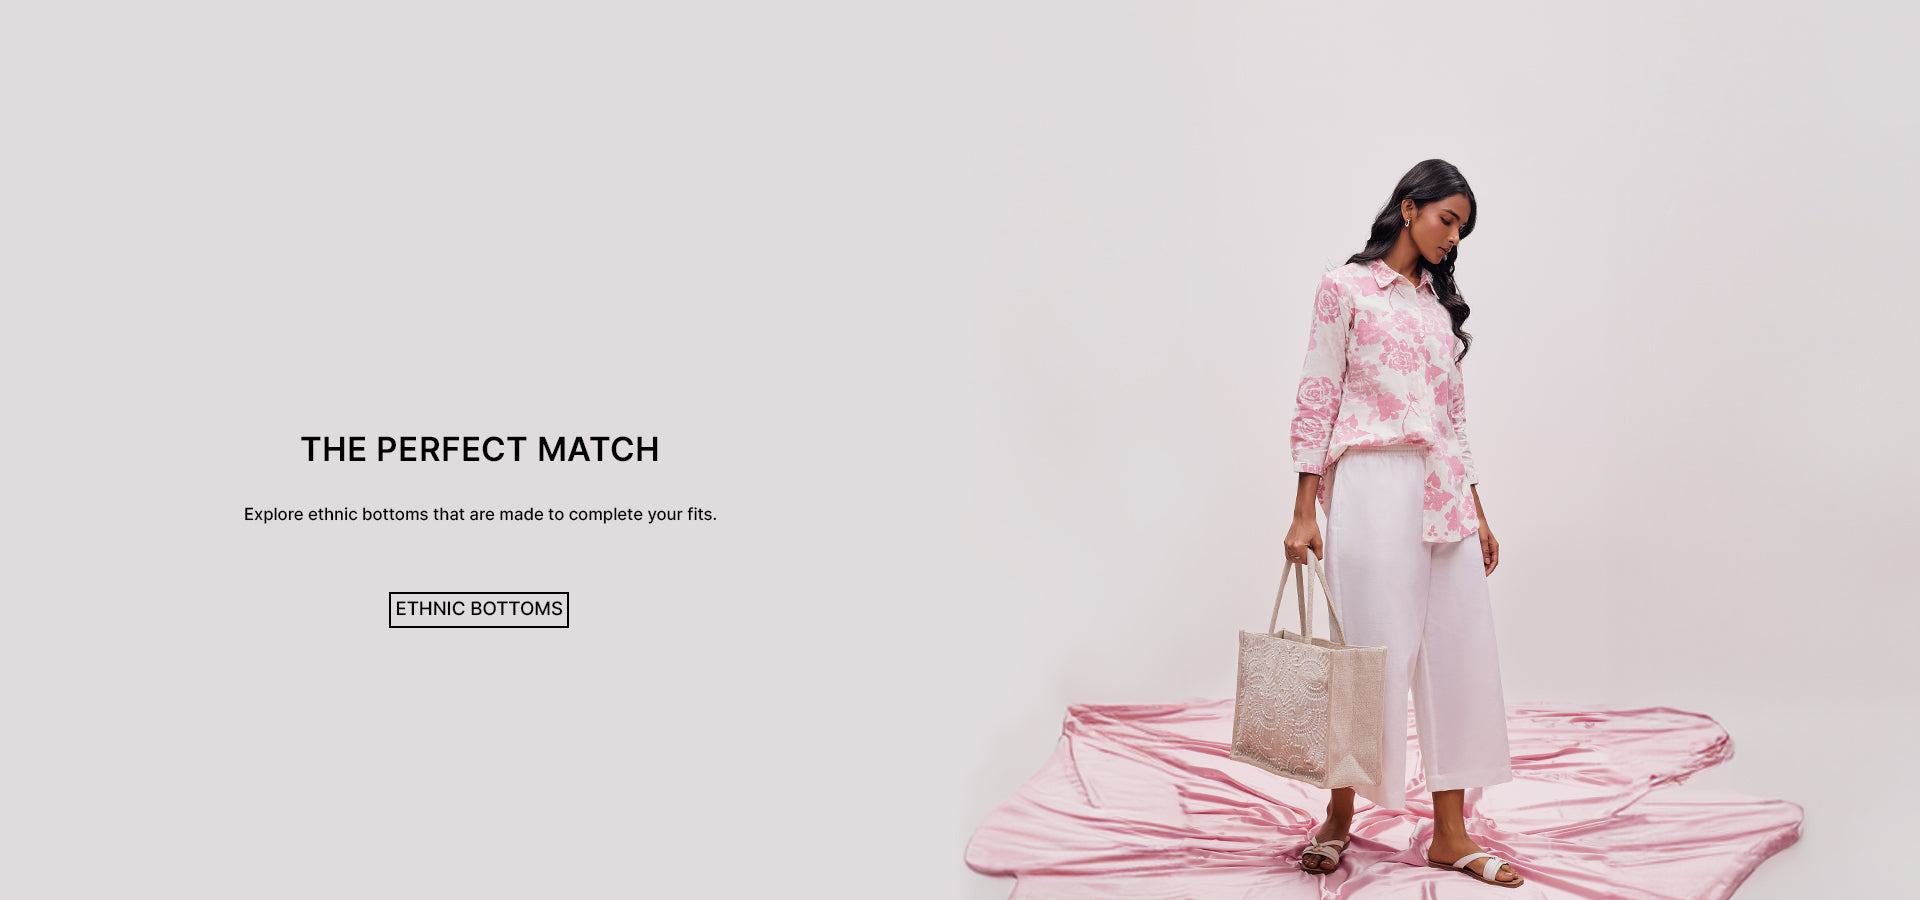 THE PERFECT MATCH
Explore ethnic bottoms that are made to complete your fits.
ETHNIC BOTTOMS